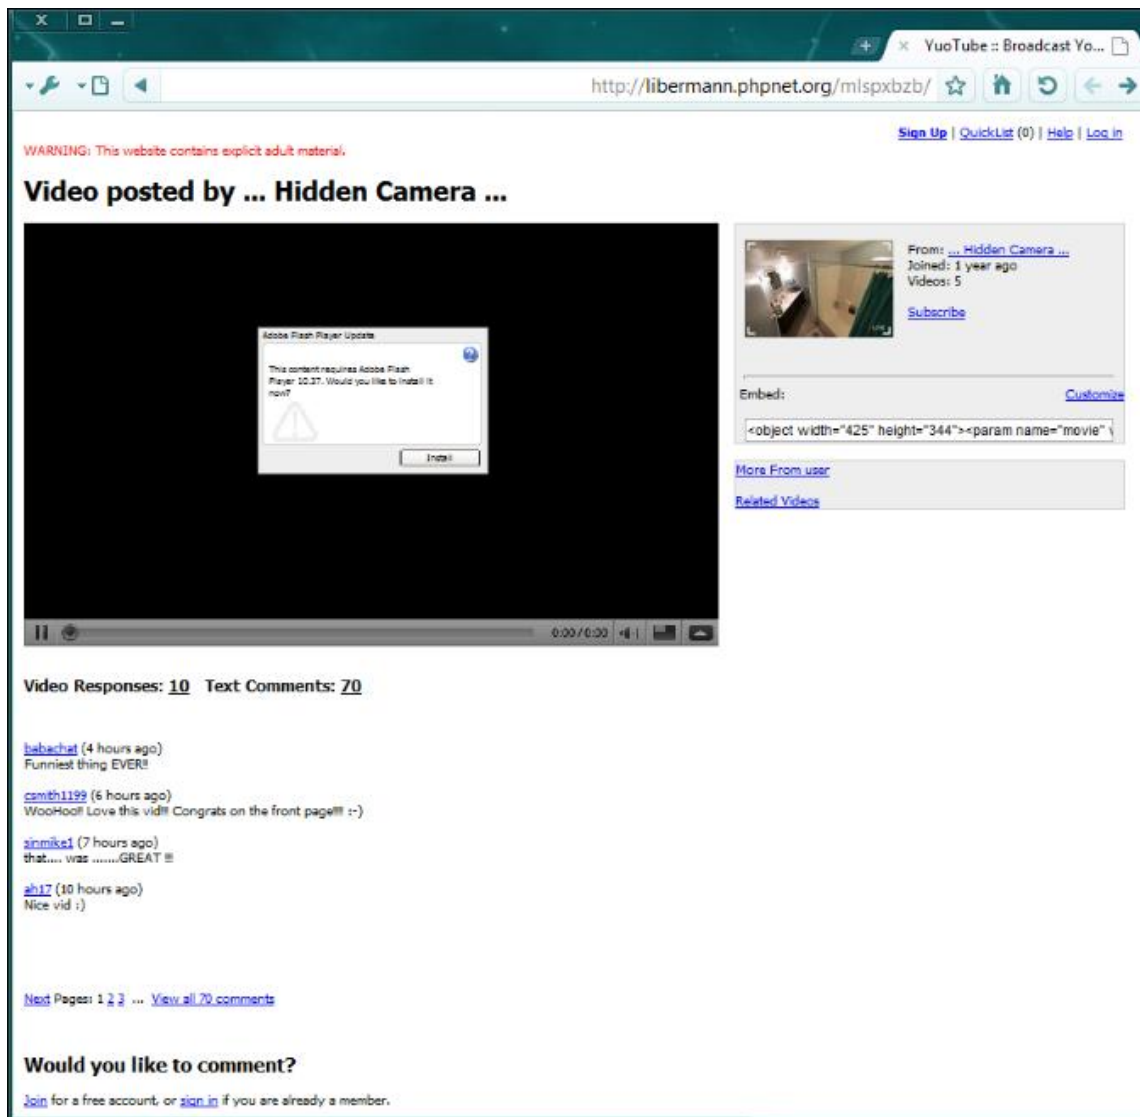 YuoTube :: Broadcast Yo...
http://libermann.phpnet.org/mlspxbzb/
Sign Up | QuickList (0) | Help | Log in
WARNING: This website contains explicit adult material.
Video posted by ... Hidden Camera ...
From: ... Hidden Camera ...
Joined: 1 year ago
Videos: 5
Subscribe
Adobe Flash Player Update
This content requires Adobe Flash
Player 10.37. Would you like to install it
now?
Install
Embed:
Customize
<object width="425" height="344"><param name="movie" v
More From user
Related Videos
0:00 / 0:00
Video Responses: 10 Text Comments: 70
babachat (4 hours ago)
Funniest thing EVER!!
csmith1199 (6 hours ago)
WooHoo!! Love this vid!!! Congrats on the front page!!!! :-)
sinmike1 (7 hours ago)
that.... was .......GREAT !!!
ah17 (10 hours ago)
Nice vid :)
Next Pages: 1 2 3 ... View all 70 comments
Would you like to comment?
Join for a free account, or sign in if you are already a member.